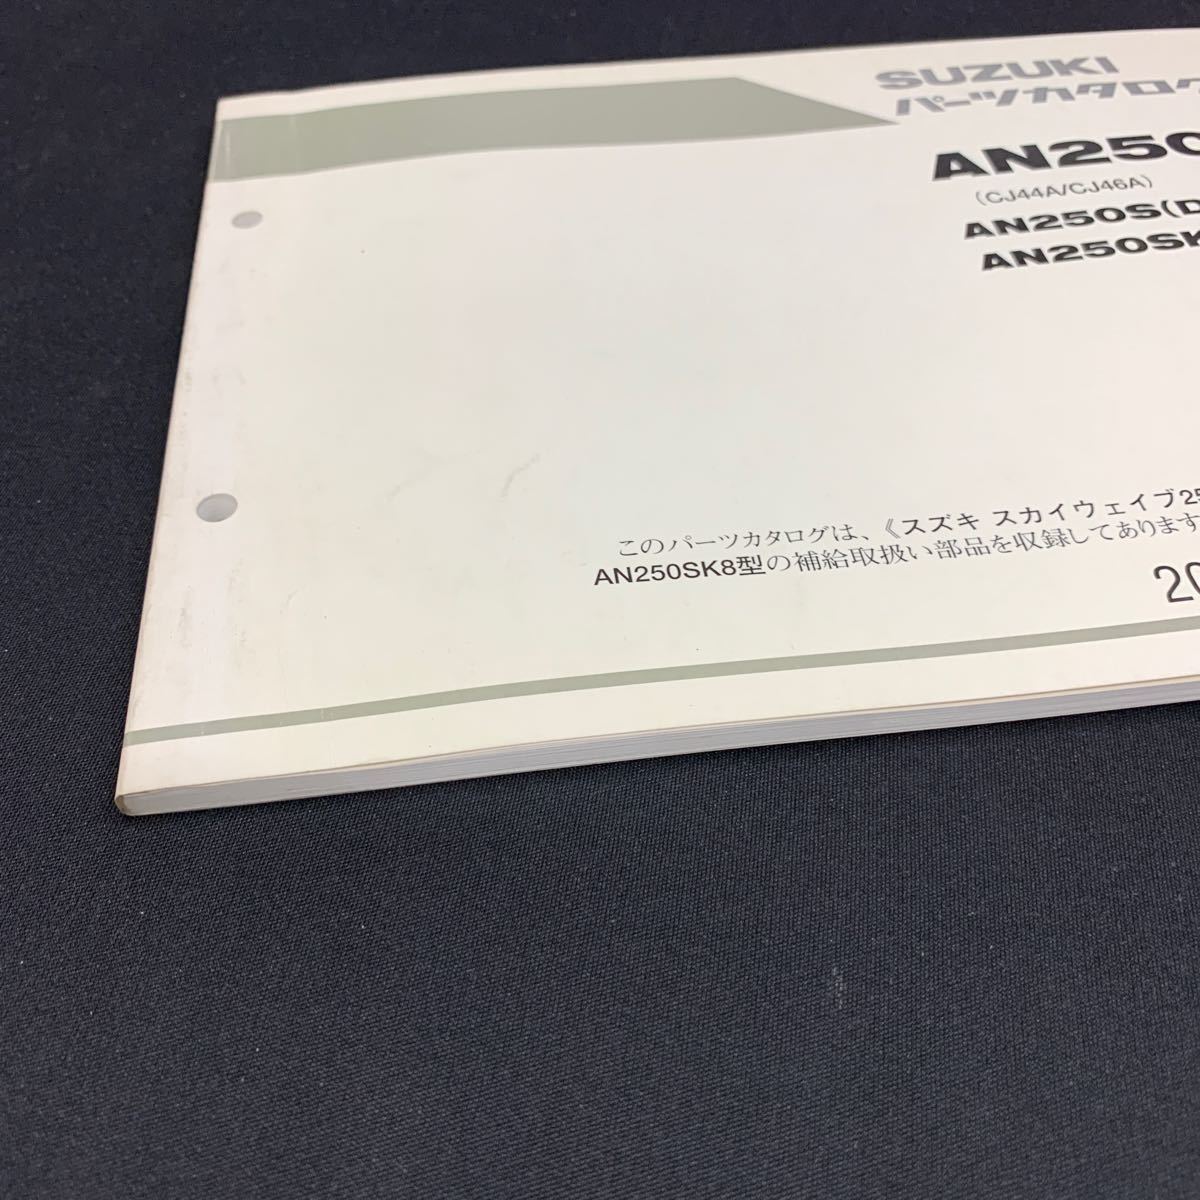 SUZUKI
パーツカタログ
AN250
(CJ44A/CJ46A)
AN250S(D
AN250SK
このパーツカタログは、《スズキ スカイウェイブ25
AN250SK8型の補給取扱い部品を収録してあります
20